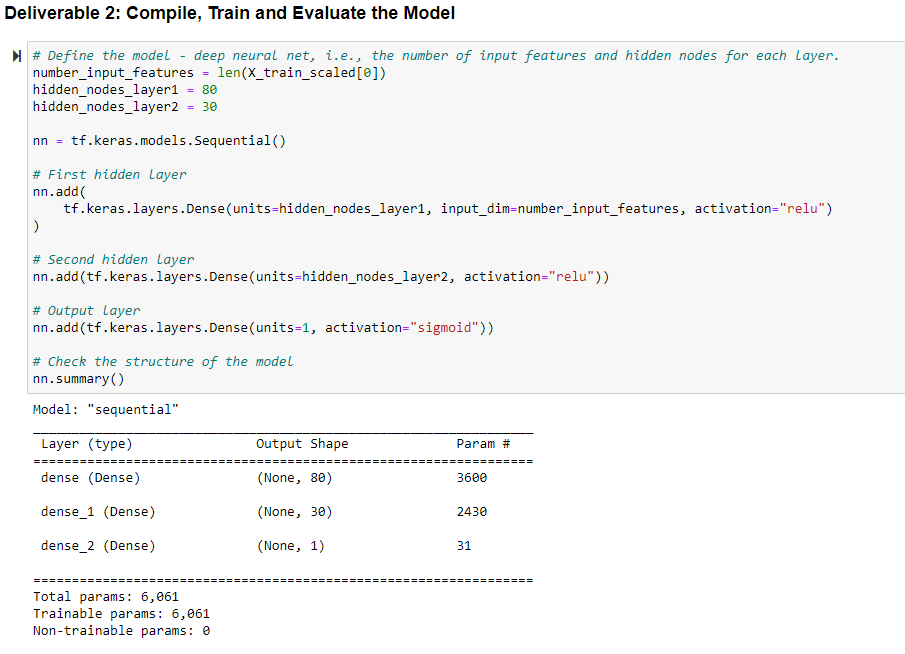 Deliverable 2: Compile, Train and Evaluate the Model
# Define the model - deep neural net, i.e., the number of input features and hidden nodes for each layer.
number_input_features = len(X_train_scaled[0])
hidden_nodes_layer1 = 80
hidden_nodes_layer2 = 30

nn = tf.keras.models.Sequential()

# First hidden layer
nn.add(
    tf.keras.layers.Dense(units=hidden_nodes_layer1, input_dim=number_input_features, activation="relu")
)

# Second hidden layer
nn.add(tf.keras.layers.Dense(units=hidden_nodes_layer2, activation="relu"))

# Output layer
nn.add(tf.keras.layers.Dense(units=1, activation="sigmoid"))

# Check the structure of the model
nn.summary()
Model: "sequential"
_________________________________________________________________
Layer (type)                Output Shape              Param #
=================================================================
dense (Dense)               (None, 80)                3600

dense_1 (Dense)             (None, 30)                2430

dense_2 (Dense)             (None, 1)                 31

=================================================================
Total params: 6,061
Trainable params: 6,061
Non-trainable params: 0